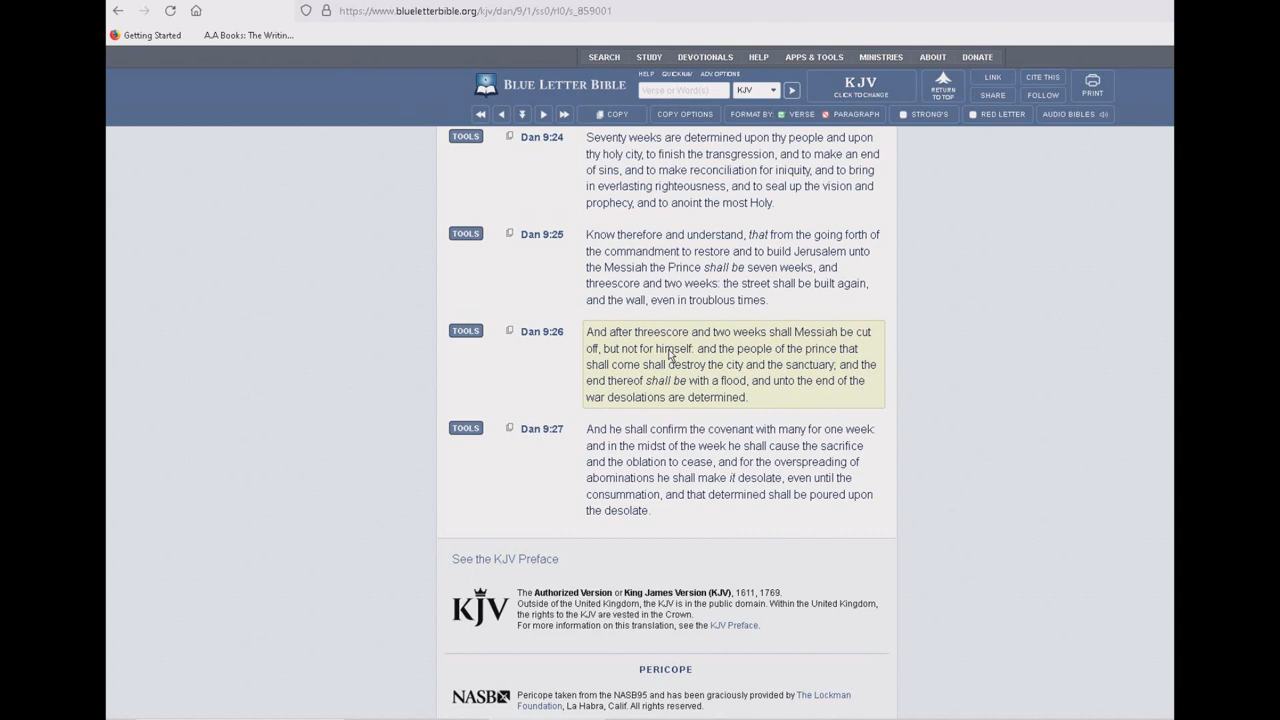 https://www.blueletterbible.org/kjv/dan/9/1/ss0/rl0/s_859001
Getting Started
A.A Books: The Writin...
SEARCH STUDY DEVOTIONALS HELP APPS & TOOLS MINISTRIES ABOUT DONATE
BLUE LETTER BIBLE
HELP QUICKNAV ADV OPTIONS
Verse or Word(s) KJV
KJV
CLICK TO CHANGE
RETURN
TO TOP
LINK CITE THIS
SHARE FOLLOW
PRINT
COPY COPY OPTIONS FORMAT BY: VERSE PARAGRAPH STRONG'S RED LETTER AUDIO BIBLES
TOOLS Dan 9:24 Seventy weeks are determined upon thy people and upon
thy holy city, to finish the transgression, and to make an end
of sins, and to make reconciliation for iniquity, and to bring
in everlasting righteousness, and to seal up the vision and
prophecy, and to anoint the most Holy.
TOOLS Dan 9:25 Know therefore and understand, that from the going forth of
the commandment to restore and to build Jerusalem unto
the Messiah the Prince shall be seven weeks, and
threescore and two weeks: the street shall be built again,
and the wall, even in troublous times.
TOOLS Dan 9:26 And after threescore and two weeks shall Messiah be cut
off, but not for himself: and the people of the prince that
shall come shall destroy the city and the sanctuary; and the
end thereof shall be with a flood, and unto the end of the
war desolations are determined.
TOOLS Dan 9:27 And he shall confirm the covenant with many for one week:
and in the midst of the week he shall cause the sacrifice
and the oblation to cease, and for the overspreading of
abominations he shall make it desolate, even until the
consummation, and that determined shall be poured upon
the desolate.
See the KJV Preface
KJV
The Authorized Version or King James Version (KJV), 1611, 1769.
Outside of the United Kingdom, the KJV is in the public domain. Within the United Kingdom,
the rights to the KJV are vested in the Crown.
For more information on this translation, see the KJV Preface.
PERICOPE
NASB
Pericope taken from the NASB95 and has been graciously provided by The Lockman
Foundation, La Habra, Calif. All rights reserved.